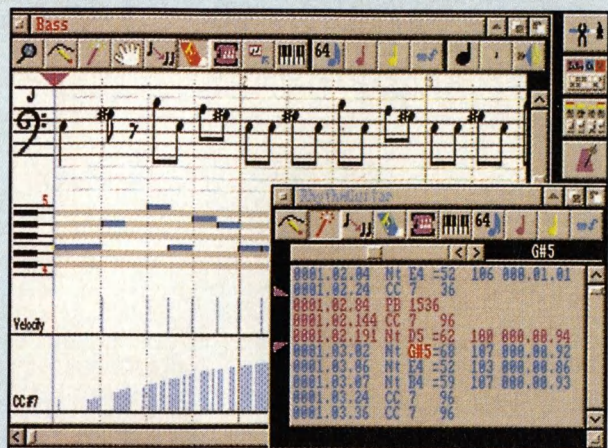 Bass
64
64
RhythmGuitar
G#5
5
4
0001.02.04 Nt E4 =52 106 000.01.01
0001.02.24 CC 7 36
0001.02.84 PB 1536
0001.02.144 CC 7 96
0001.02.191 Nt D5 =62 100 000.00.94
0001.03.02 Nt G#5=68 107 000.00.92
0001.03.06 Nt E4 =52 103 000.00.86
0001.03.07 Nt B4 =59 107 000.00.93
0001.03.24 CC 7 96
0001.03.36 CC 7 96
Velocity
CC#7